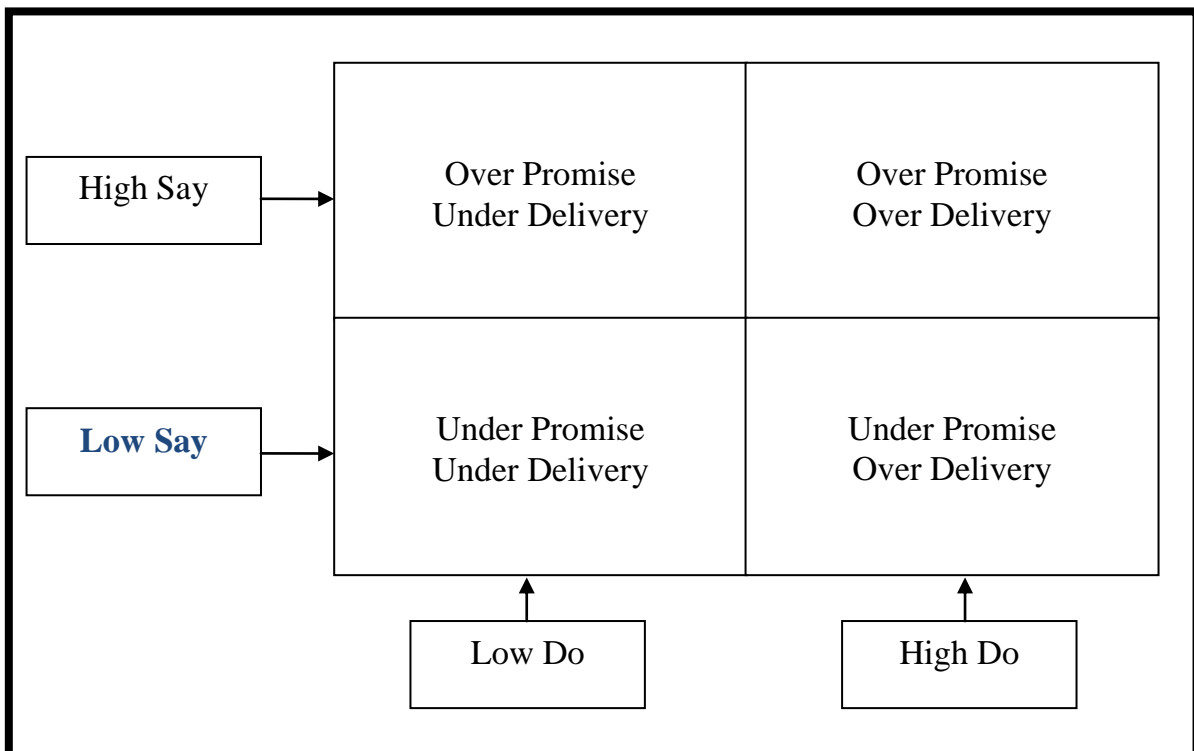 High Say
Over Promise
Under Delivery
Over Promise
Over Delivery
Low Say
Under Promise
Under Delivery
Under Promise
Over Delivery
Low Do
High Do